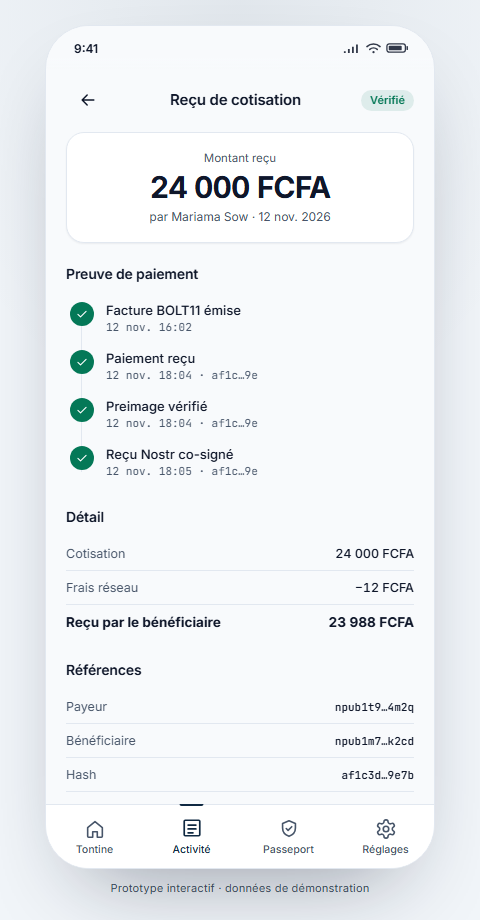 9:41
Reçu de cotisation
Vérifié
Montant reçu
24 000 FCFA
par Mariama Sow · 12 nov. 2026
Preuve de paiement
Facture BOLT11 émise
12 nov. 16:02
Paiement reçu
12 nov. 18:04 · af1c…9e
Preimage vérifié
12 nov. 18:04 · af1c…9e
Reçu Nostr co-signé
12 nov. 18:05 · af1c…9e
Détail
Cotisation 24 000 FCFA
Frais réseau −12 FCFA
Reçu par le bénéficiaire 23 988 FCFA
Références
Payeur npub1t9…4m2q
Bénéficiaire npub1m7…k2cd
Hash af1c3d…9e7b
Tontine Activité Passeport Réglages
Prototype interactif · données de démonstration